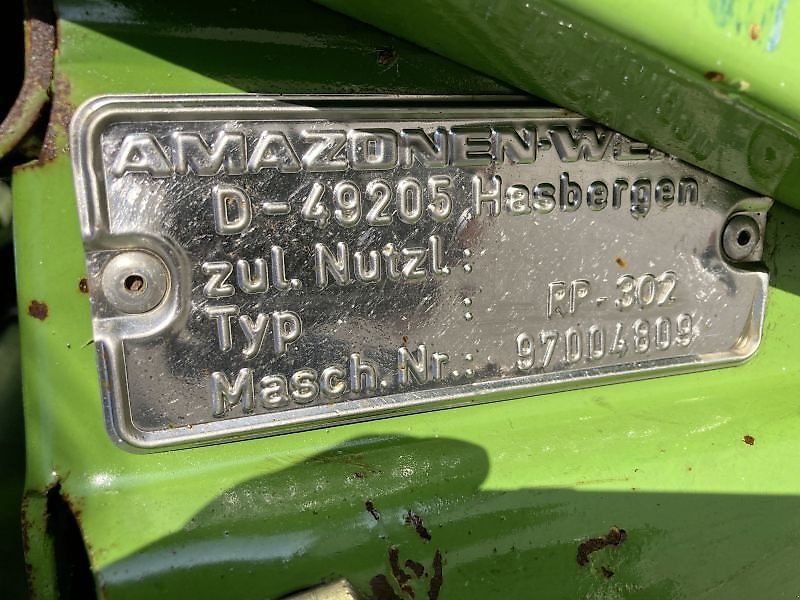 AMAZONEN-WE
D-49205 Hasbergen
zul. Nutzl. :
Typ : RP-302
Masch. Nr.: 97004809